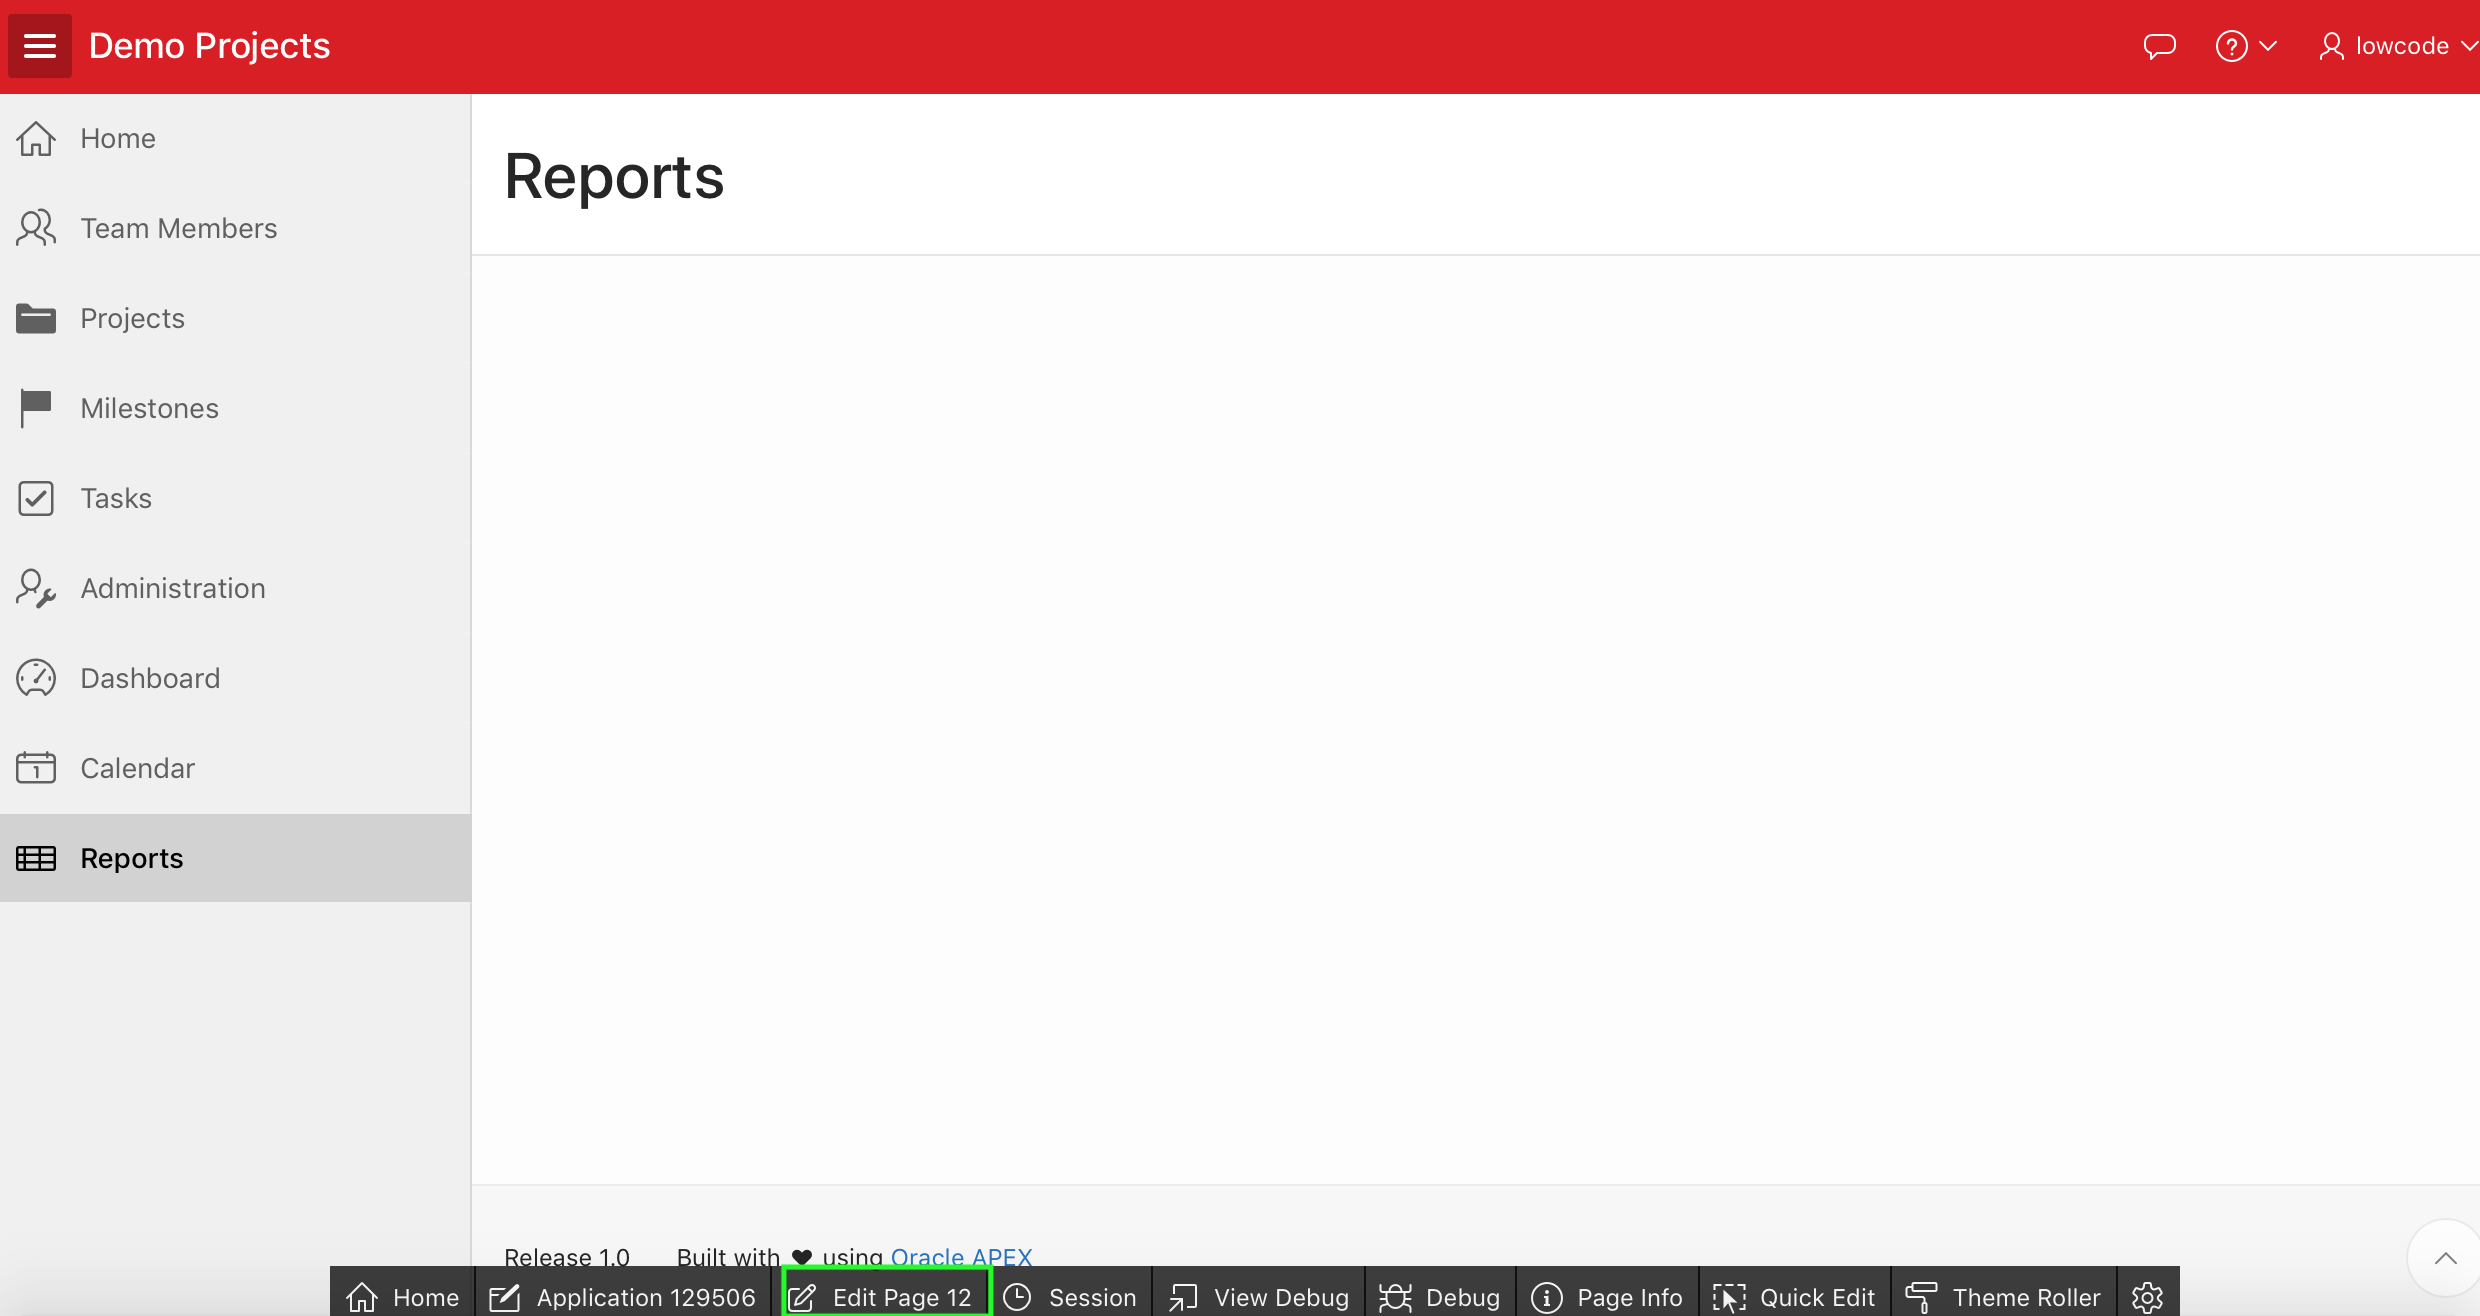 Demo Projects
lowcode
Home
Team Members
Projects
Milestones
Tasks
Administration
Dashboard
1
Calendar
Reports
Reports
Release 1.0
Built with ♥ using Oracle APEX
Home
Application 129506
Edit Page 12
Session
View Debug
Debug
Page Info
Quick Edit
Theme Roller